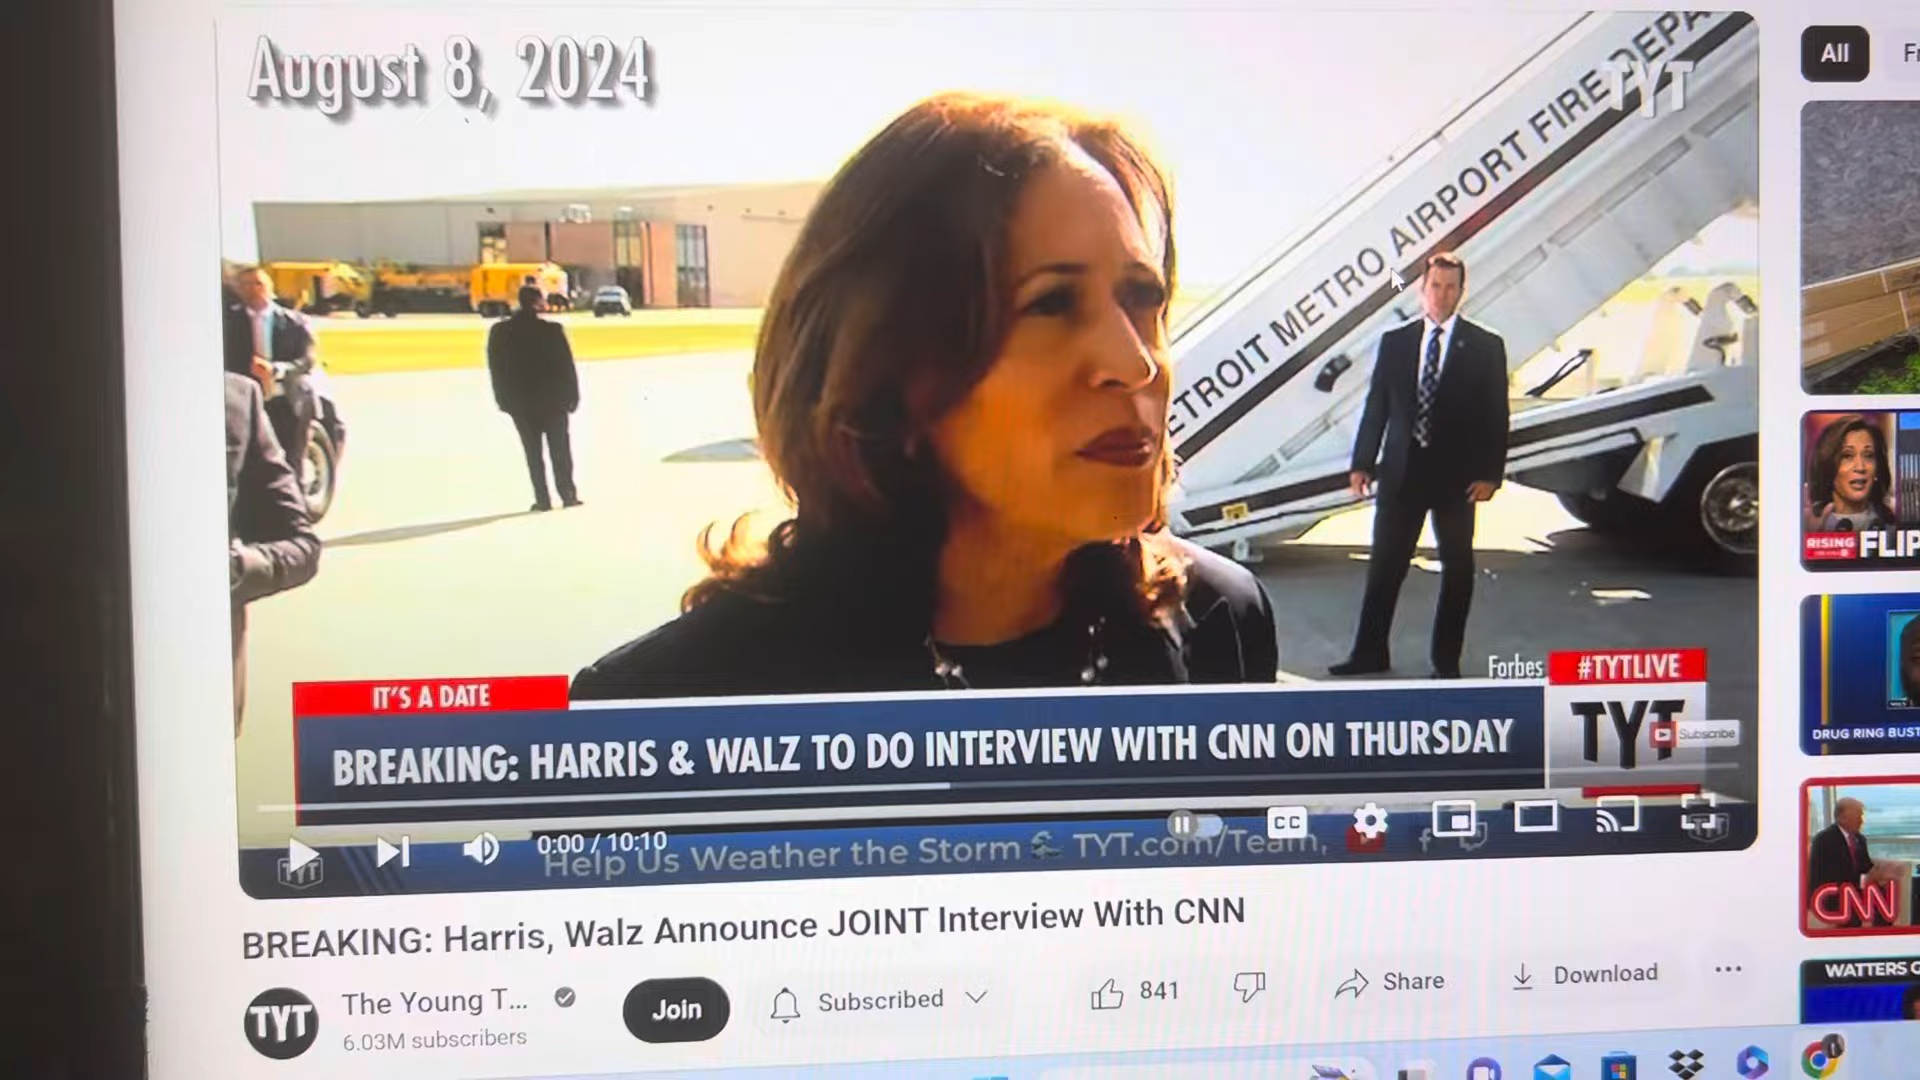 August 8, 2024
TYT
DETROIT METRO AIRPORT FIRE DEPA
Forbes
#TYTLIVE
IT'S A DATE
BREAKING: HARRIS & WALZ TO DO INTERVIEW WITH CNN ON THURSDAY
TYT
Subscribe
0:00 / 10:10
CC
TYT
Help Us Weather the Storm
TYT.com/Team,
BREAKING: Harris, Walz Announce JOINT Interview With CNN
TYT
The Young T...
6.03M subscribers
Join
Subscribed
841
Share
Download
All
Fr
RISING
FLIP
DRUG RING BUST
CNN
WATTERS